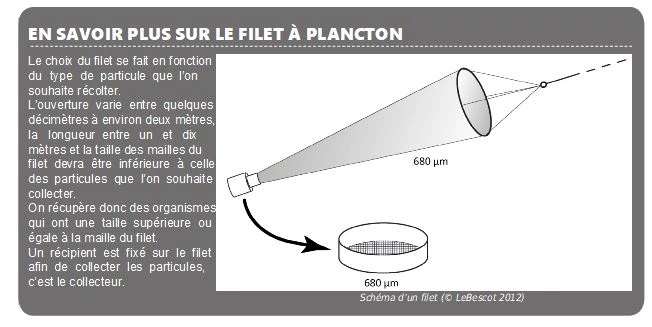 EN SAVOIR PLUS SUR LE FILET À PLANCTON
Le choix du filet se fait en fonction
du type de particule que l'on
souhaite récolter.
L'ouverture varie entre quelques
décimètres à environ deux mètres,
la longueur entre un et dix
mètres et la taille des mailles du
filet devra être inférieure à celle
des particules que l'on souhaite
collecter.
On récupère donc des organismes
qui ont une taille supérieure ou
égale à la maille du filet.
Un récipient est fixé sur le filet
afin de collecter les particules,
c'est le collecteur.
680 µm
680 µm
Schéma d'un filet (© LeBescot 2012)